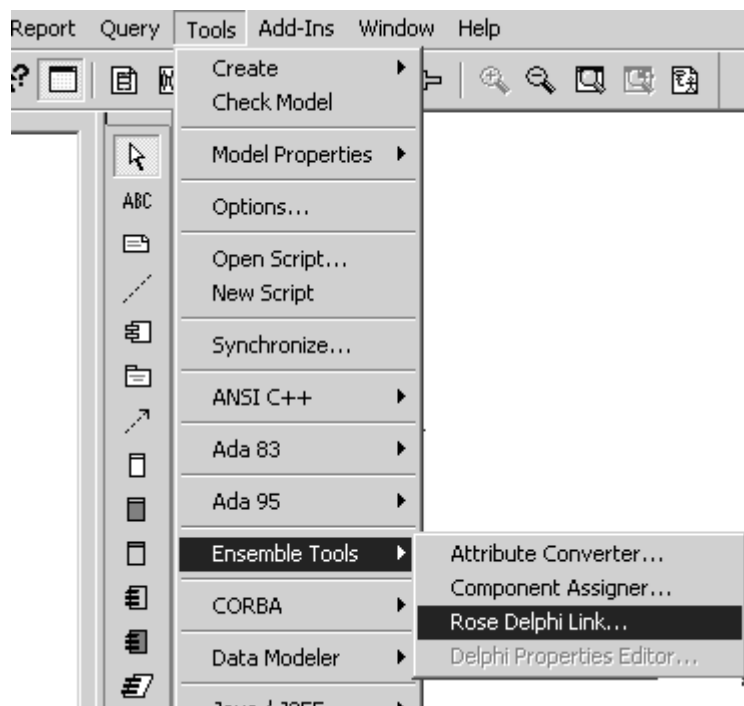 Report Query Tools Add-Ins Window Help
Create
Check Model
Model Properties
ABC
Options...
Open Script...
New Script
Synchronize...
ANSI C++
Ada 83
Ada 95
Ensemble Tools
Attribute Converter...
Component Assigner...
CORBA
Rose Delphi Link...
Data Modeler
Delphi Properties Editor...